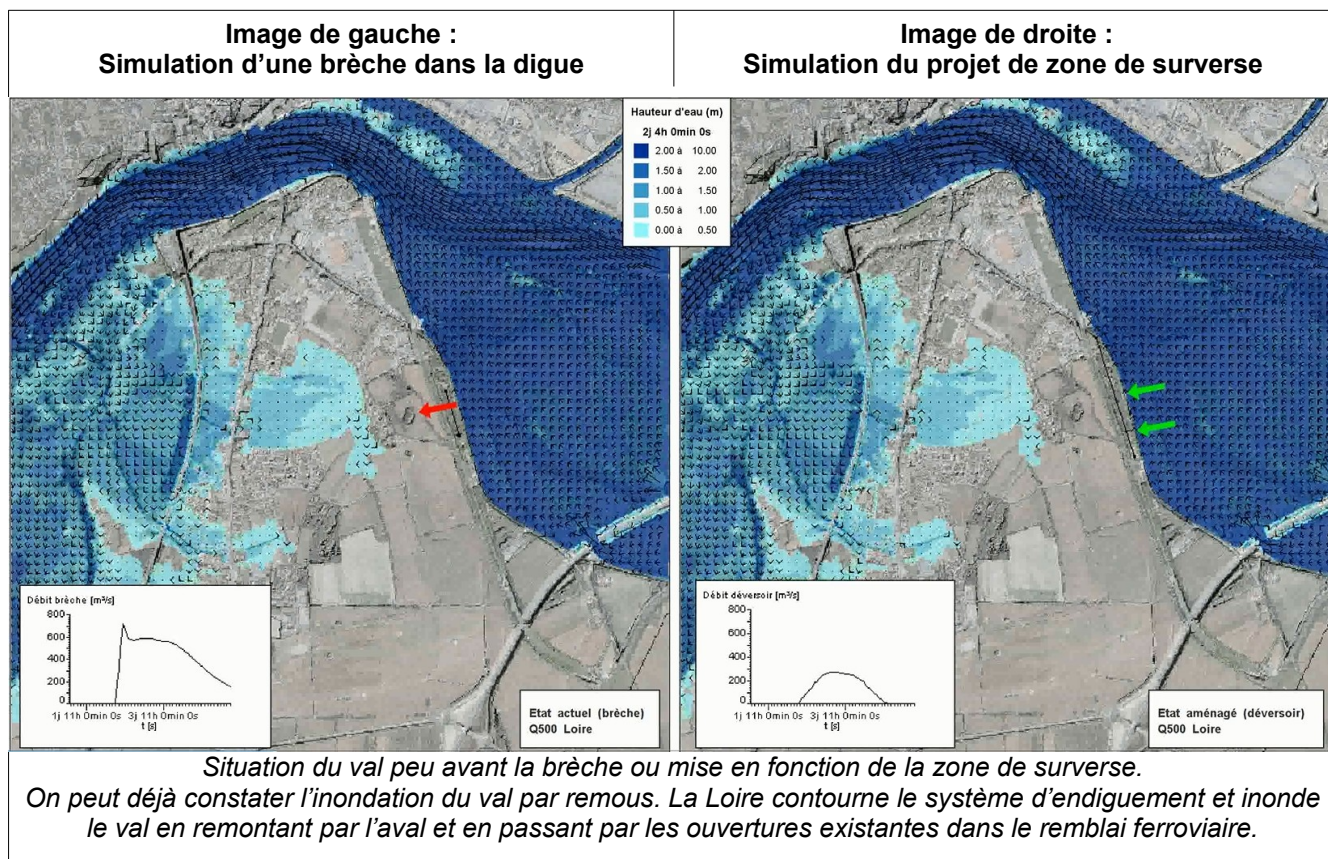 Image de gauche :
Simulation d'une brèche dans la digue
Image de droite :
Simulation du projet de zone de surverse
Hauteur d'eau (m)
2j 4h 0min 0s
2.00 à 10.00
1.50 à 2.00
1.00 à 1.50
0.50 à 1.00
0.00 à 0.50
Débit brèche [m³/s]
800
600
400
200
0
1j 11h 0min 0s 3j 11h 0min 0s
t [s]
Etat actuel (brèche)
Q500 Loire
Débit déversoir [m³/s]
800
600
400
200
0
1j 11h 0min 0s 3j 11h 0min 0s
t [s]
Etat aménagé (déversoir)
Q500 Loire
Situation du val peu avant la brèche ou mise en fonction de la zone de surverse.
On peut déjà constater l'inondation du val par remous. La Loire contourne le système d'endiguement et inonde
le val en remontant par l'aval et en passant par les ouvertures existantes dans le remblai ferroviaire.